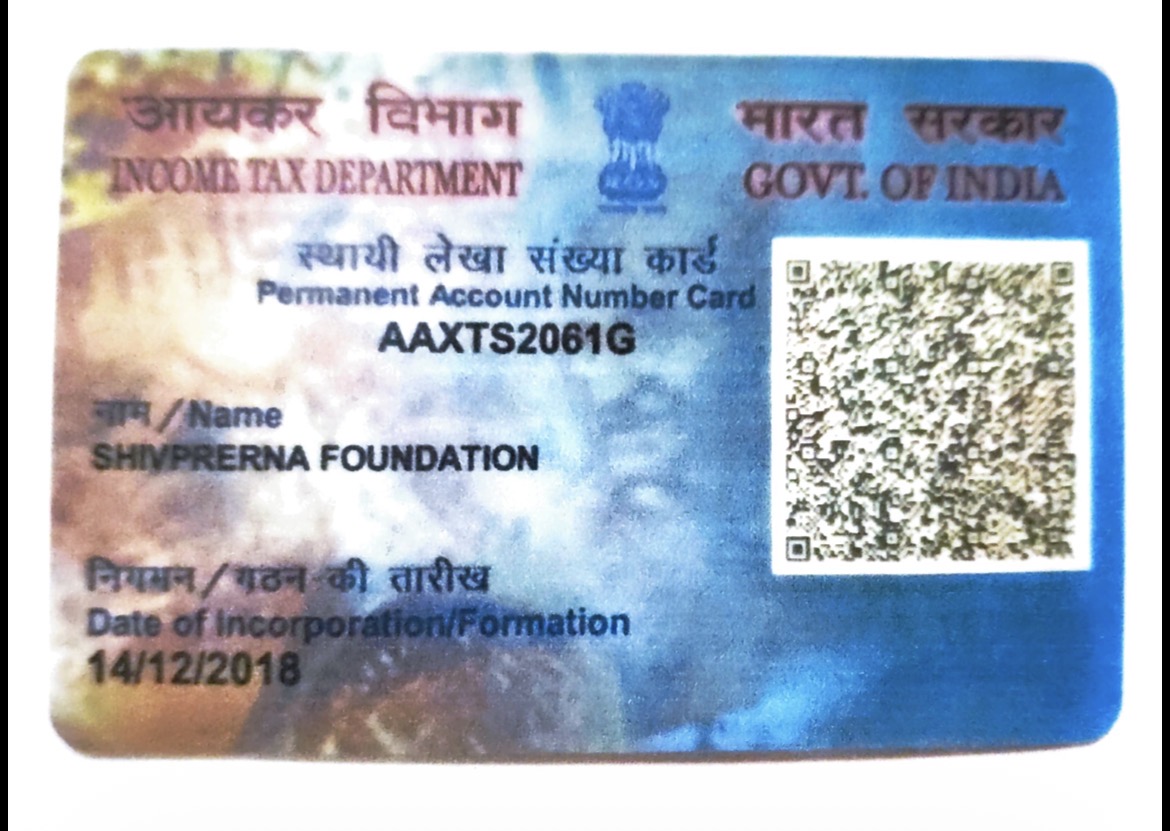 आयकर विभाग
INCOME TAX DEPARTMENT
भारत सरकार
GOVT. OF INDIA
स्थायी लेखा संख्या कार्ड
Permanent Account Number Card
AAXTS2061G
नाम / Name
SHIVPRERNA FOUNDATION
निगमन / गठन की तारीख
Date of Incorporation/Formation
14/12/2018